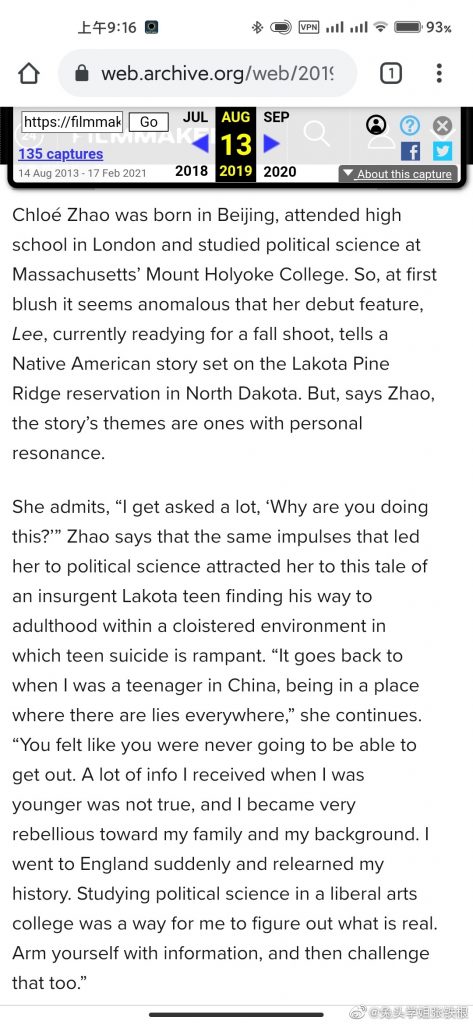 上午9:16
VPN
93%
web.archive.org/web/2019
1
https://filmmak Go JUL AUG SEP
FILMMAKE
135 captures 13
14 Aug 2013 - 17 Feb 2021 2018 2019 2020 ▼ About this capture
Chloé Zhao was born in Beijing, attended high
school in London and studied political science at
Massachusetts’ Mount Holyoke College. So, at first
blush it seems anomalous that her debut feature,
Lee, currently readying for a fall shoot, tells a
Native American story set on the Lakota Pine
Ridge reservation in North Dakota. But, says Zhao,
the story’s themes are ones with personal
resonance.
She admits, “I get asked a lot, ‘Why are you doing
this?’” Zhao says that the same impulses that led
her to political science attracted her to this tale of
an insurgent Lakota teen finding his way to
adulthood within a cloistered environment in
which teen suicide is rampant. “It goes back to
when I was a teenager in China, being in a place
where there are lies everywhere,” she continues.
“You felt like you were never going to be able to
get out. A lot of info I received when I was
younger was not true, and I became very
rebellious toward my family and my background. I
went to England suddenly and relearned my
history. Studying political science in a liberal arts
college was a way for me to figure out what is real.
Arm yourself with information, and then challenge
that too.”
@兔头学姐张铁根